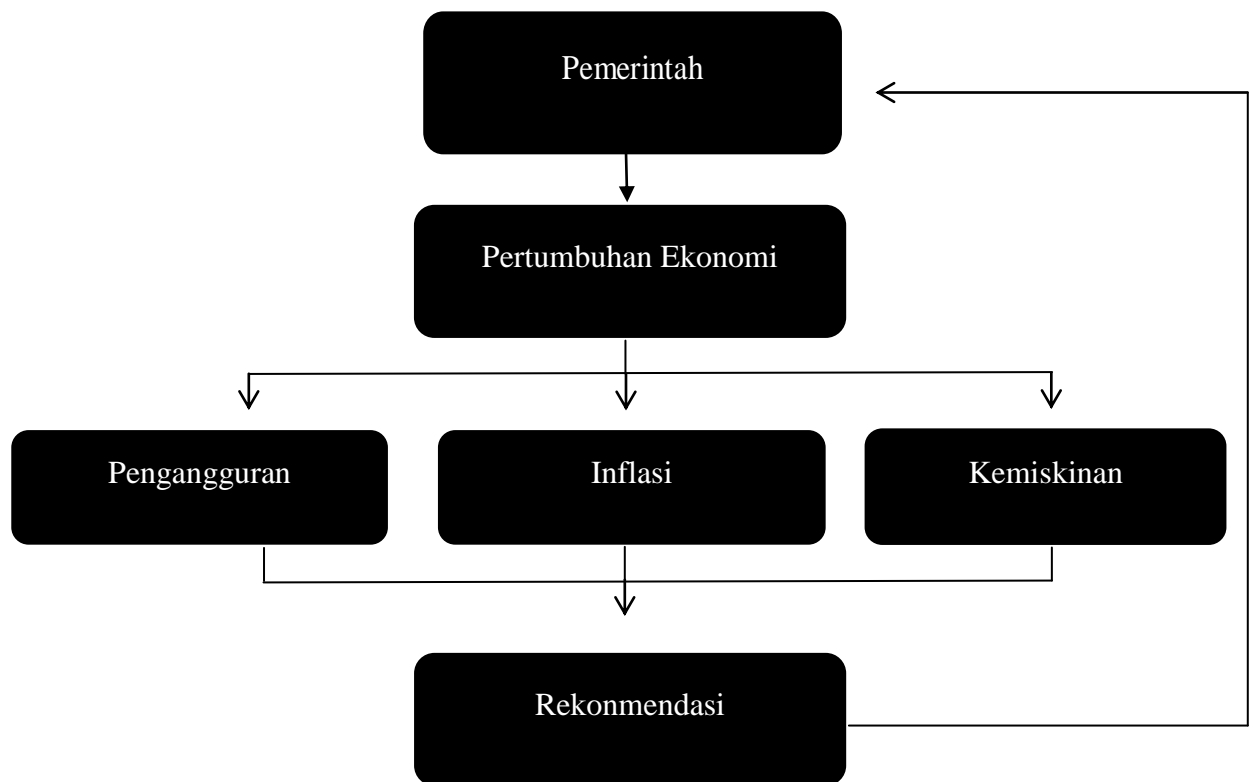 Pemerintah
Pertumbuhan Ekonomi
Pengangguran
Inflasi
Kemiskinan
Rekonmendasi